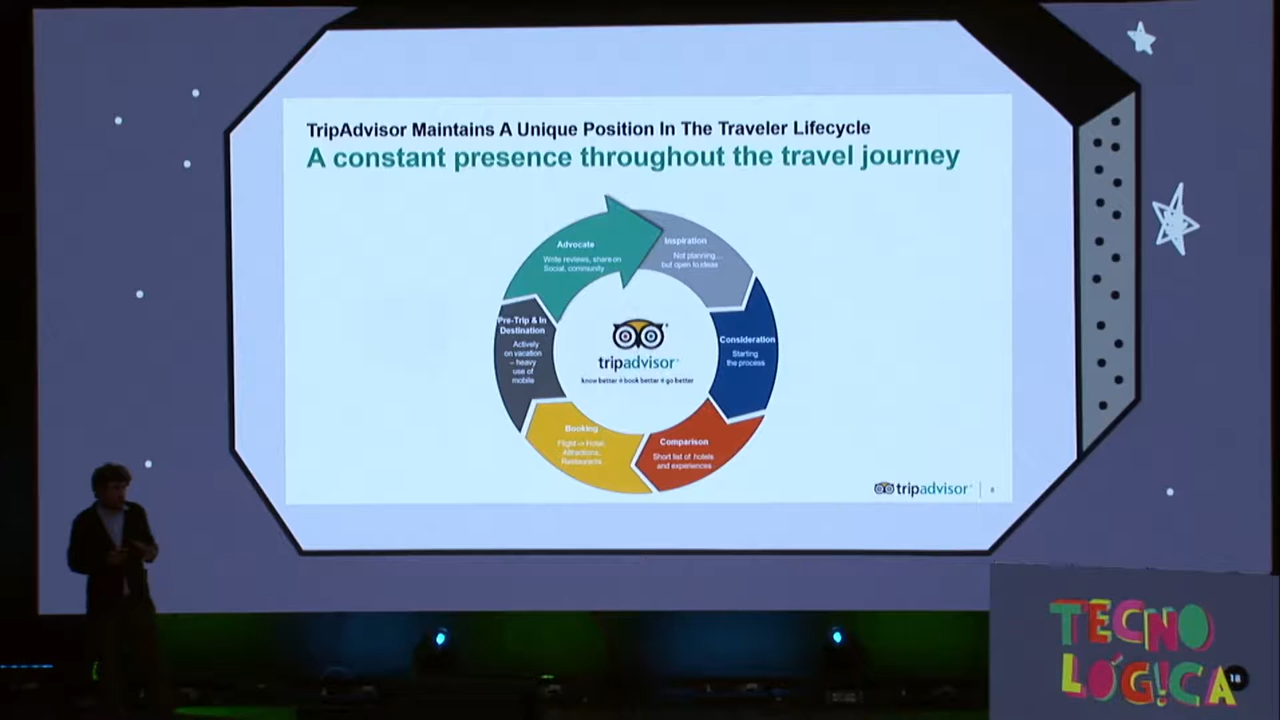 TripAdvisor Maintains A Unique Position In The Traveler Lifecycle
A constant presence throughout the travel journey
Advocate
Write reviews, share on
Social, community
Inspiration
Not planning...
but open to ideas
Pre-Trip & In
Destination
Actively
on vacation
– heavy
use of
mobile
Consideration
Starting
the process
tripadvisor®
know better • book better • go better
Booking
Flight -> Hotel,
Attractions,
Restaurants
Comparison
Short list of hotels
and experiences
tripadvisor®
TECNO
LÓG!CA
18